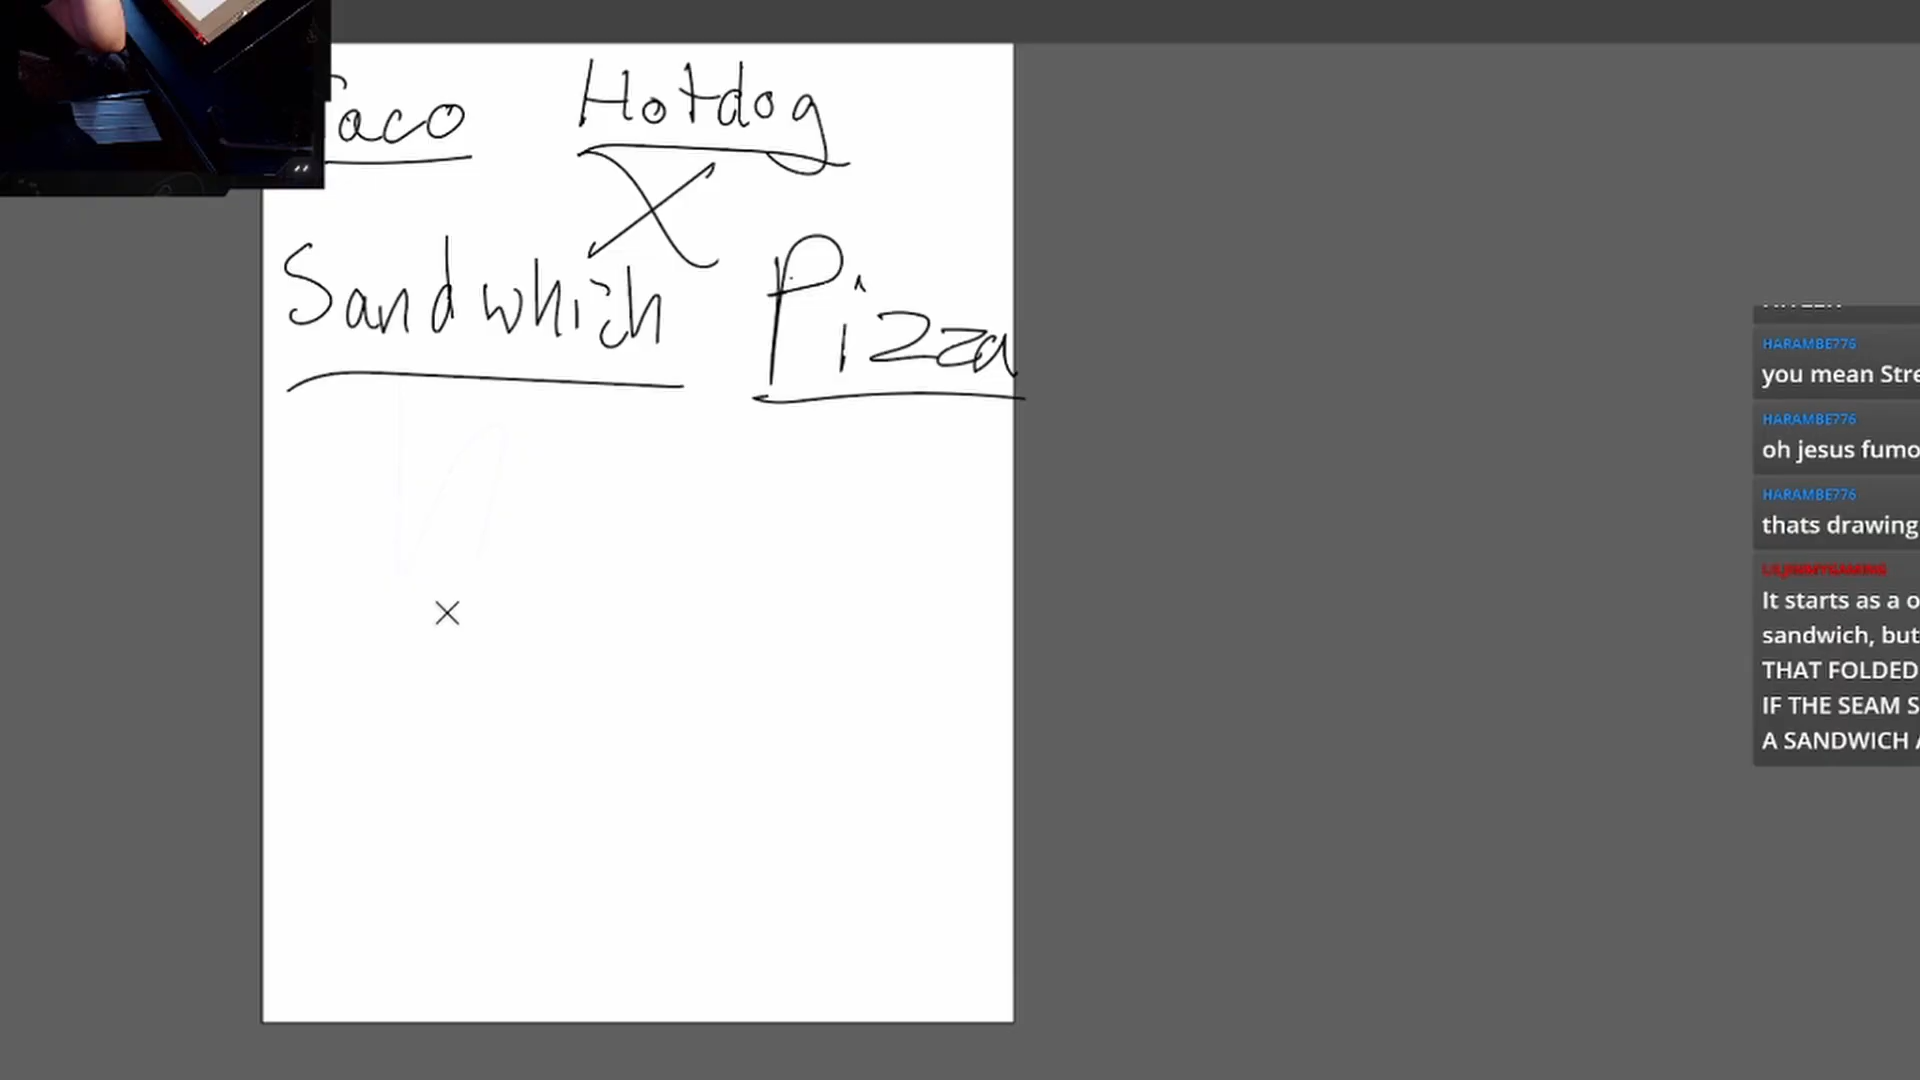 Taco Hotdog
Sandwhich Pizza
HARAMBE776
you mean Stre
HARAMBE776
oh jesus fumo
HARAMBE776
thats drawing
It starts as a o
sandwich, but
THAT FOLDED
IF THE SEAM S
A SANDWICH A